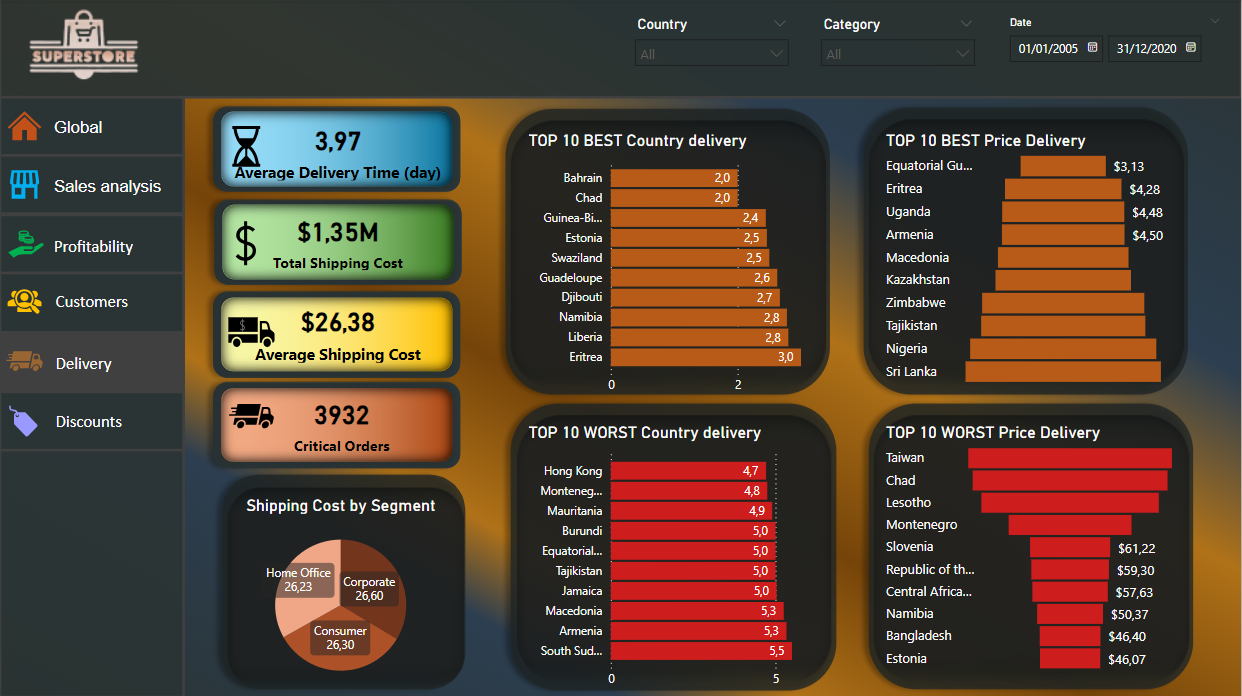 SUPERSTORE
Country
All
Category
All
Date
01/01/2005
31/12/2020
Global
Sales analysis
Profitability
Customers
Delivery
Discounts
3,97
Average Delivery Time (day)
$1,35M
Total Shipping Cost
$26,38
Average Shipping Cost
3932
Critical Orders
Shipping Cost by Segment
Home Office
26,23
Corporate
26,60
Consumer
26,30
TOP 10 BEST Country delivery
Bahrain 2,0
Chad 2,0
Guinea-Bi... 2,4
Estonia 2,5
Swaziland 2,5
Guadeloupe 2,6
Djibouti 2,7
Namibia 2,8
Liberia 2,8
Eritrea 3,0
0 2
TOP 10 BEST Price Delivery
Equatorial Gu... $3,13
Eritrea $4,28
Uganda $4,48
Armenia $4,50
Macedonia
Kazakhstan
Zimbabwe
Tajikistan
Nigeria
Sri Lanka
TOP 10 WORST Country delivery
Hong Kong 4,7
Monteneg... 4,8
Mauritania 4,9
Burundi 5,0
Equatorial... 5,0
Tajikistan 5,0
Jamaica 5,0
Macedonia 5,3
Armenia 5,3
South Sud... 5,5
0 5
TOP 10 WORST Price Delivery
Taiwan
Chad
Lesotho
Montenegro
Slovenia $61,22
Republic of th... $59,30
Central Africa... $57,63
Namibia $50,37
Bangladesh $46,40
Estonia $46,07